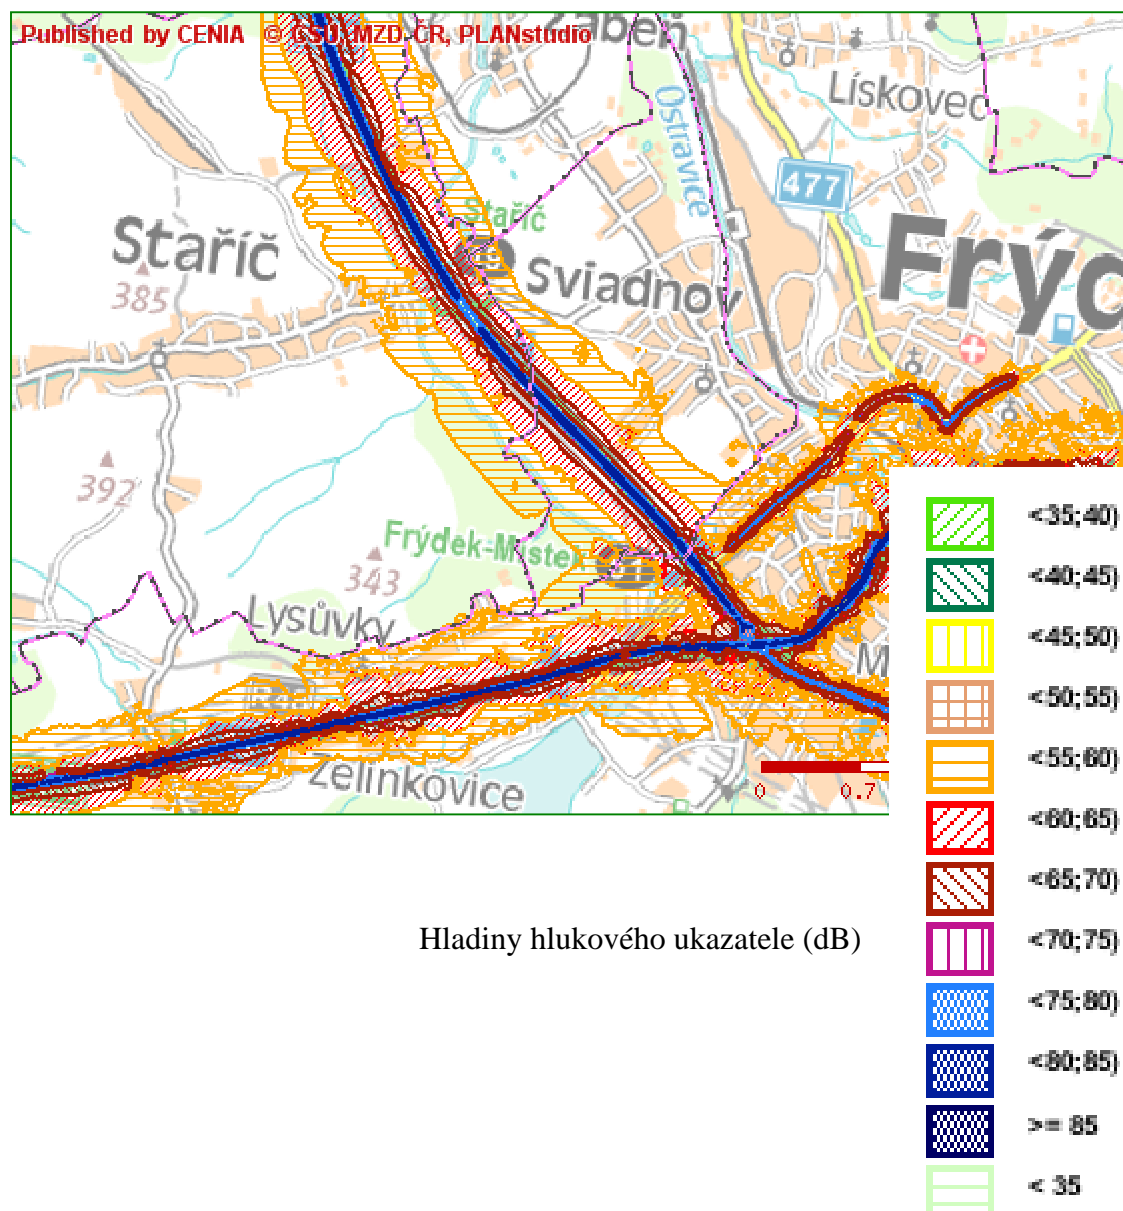 Published by CENIA © ČSÚ, MZD ČR, PLANstudio
Žabeň
Lískovec
Ostravice
477
Staříč
Staříč
385
Sviadnov
Frýd
392
Frýdek-Místek
343
Lysůvky
M
Zelinkovice
0 0.7
<35;40)
<40;45)
<45;50)
<50;55)
<55;60)
<60;65)
<65;70)
<70;75)
<75;80)
<80;85)
>= 85
< 35
Hladiny hlukového ukazatele (dB)